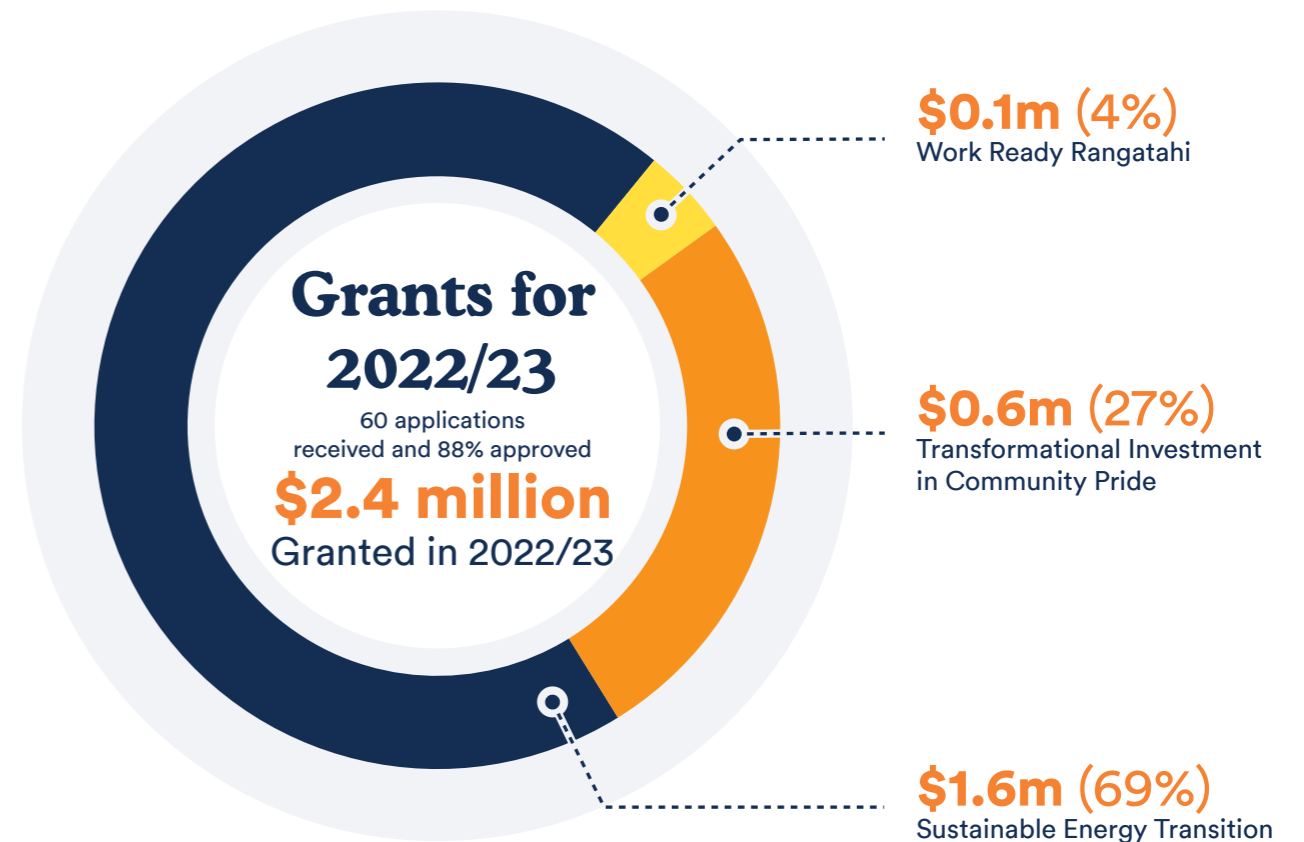 Grants for
2022/23
60 applications
received and 88% approved
$2.4 million
Granted in 2022/23
$0.1m (4%)
Work Ready Rangatahi
$0.6m (27%)
Transformational Investment
in Community Pride
$1.6m (69%)
Sustainable Energy Transition